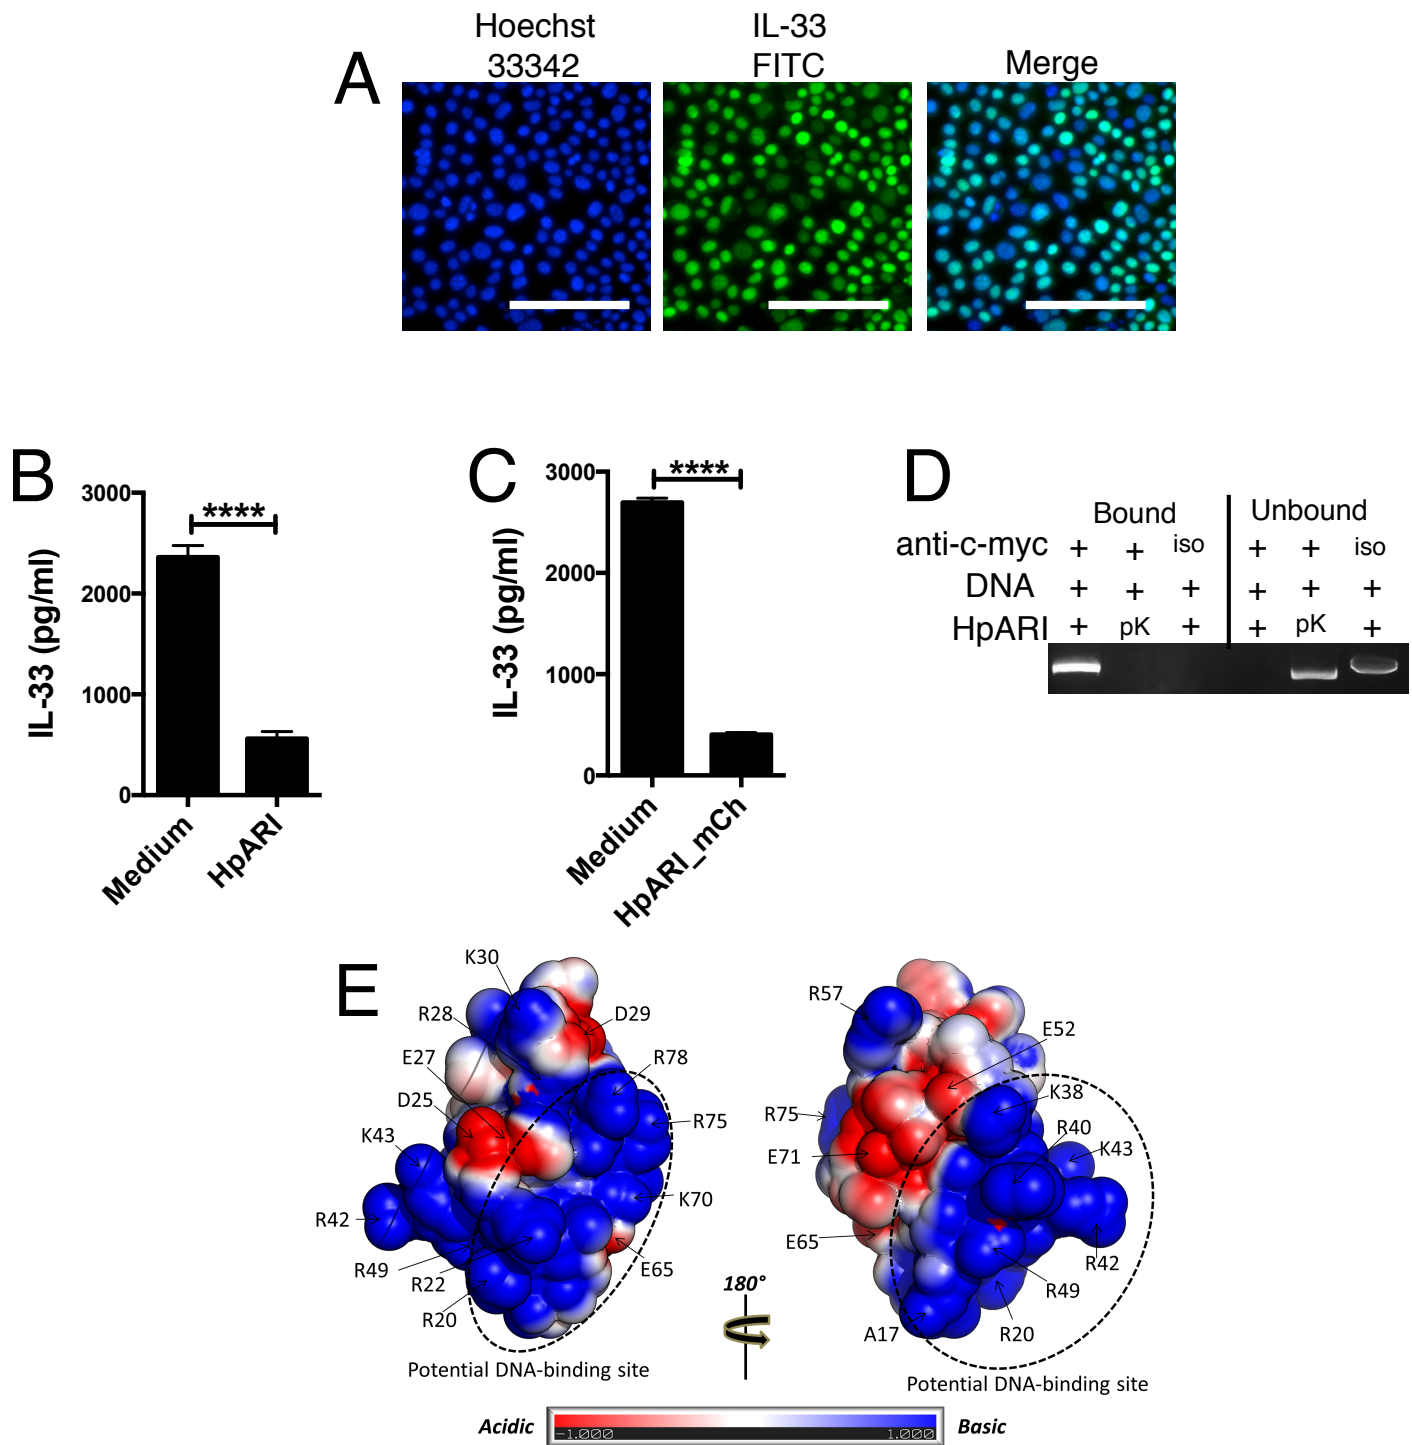 A
Hoechst 33342
IL-33 FITC
Merge
B
IL-33 (pg/ml)
3000
2000
1000
0
****
Medium
HpARI
C
IL-33 (pg/ml)
3000
2000
1000
0
****
Medium
HpARI_mCh
D
Bound Unbound
anti-c-myc + + iso + + iso
DNA + + + + + +
HpARI + pK + + pK +
E
K30
R28
D29
E27
R78
D25
R75
K43
K70
R42
E65
R49
R22
R20
Potential DNA-binding site
180°
R57
E52
K38
R75
R40
K43
E71
E65
R42
R49
A17
R20
Potential DNA-binding site
Acidic -1.000 1.000 Basic